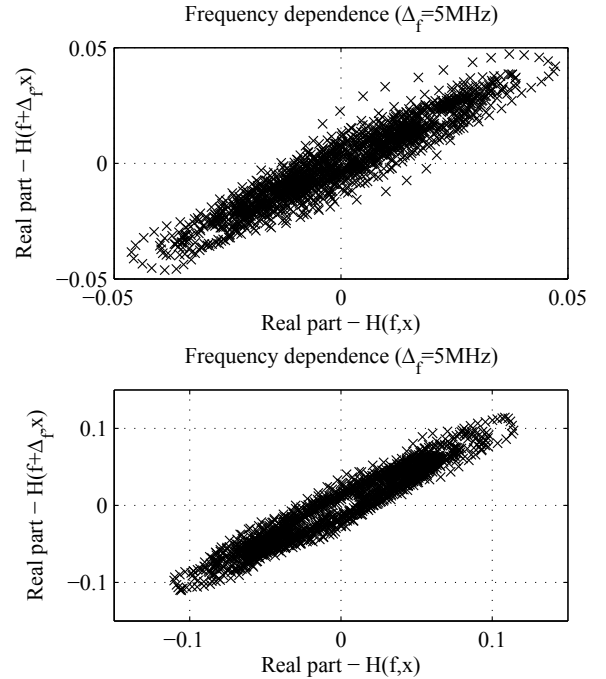 Frequency dependence (Δf=5MHz)
0.05
0
−0.05
−0.05 0 0.05
Real part − H(f+Δf,x)
Real part − H(f,x)
Frequency dependence (Δf=5MHz)
0.1
0
−0.1
−0.1 0 0.1
Real part − H(f+Δf,x)
Real part − H(f,x)